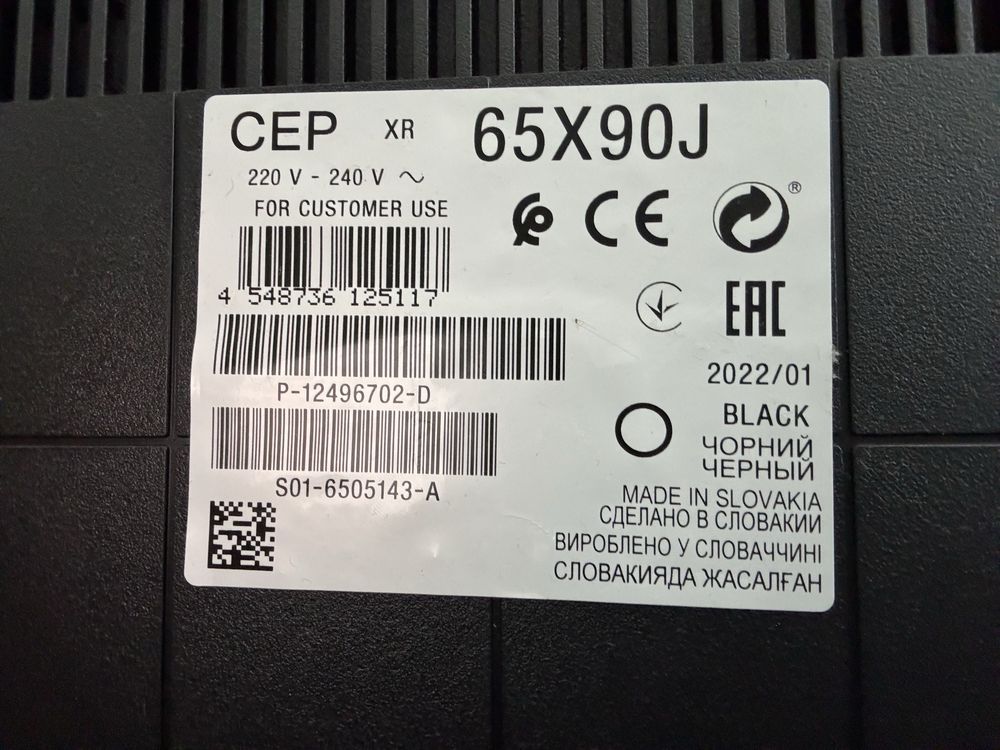 CEP XR 65X90J
220 V - 240 V ~
FOR CUSTOMER USE
CE
®
4 548736 125117
EAC
P-12496702-D
2022/01
BLACK
ЧОРНИЙ
ЧЕРНЫЙ
S01-6505143-A
MADE IN SLOVAKIA
СДЕЛАНО В СЛОВАКИИ
ВИРОБЛЕНО У СЛОВАЧЧИНІ
СЛОВАКИЯДА ЖАСАЛҒАН